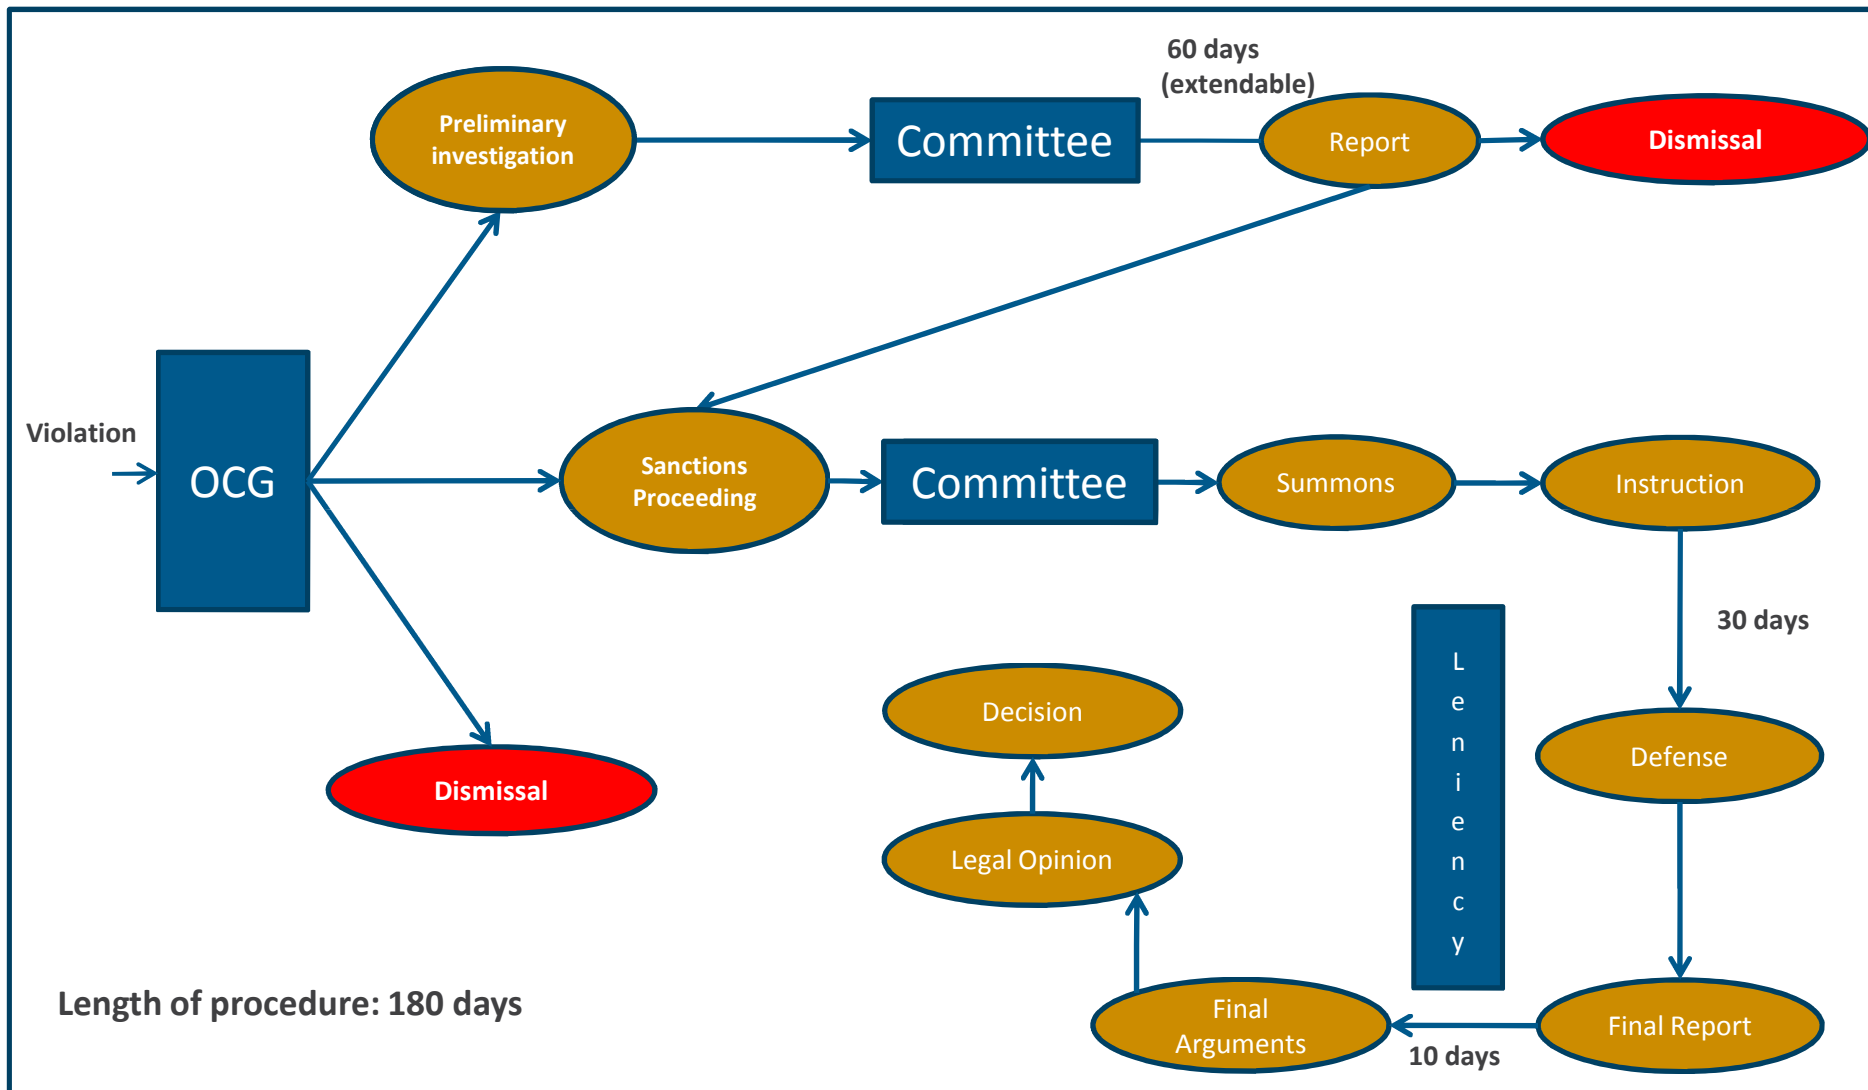 60 days
(extendable)
Preliminary
investigation
Committee
Report
Dismissal
Violation
OCG
Sanctions
Proceeding
Committee
Summons
Instruction
30 days
L
e
n
i
e
n
c
y
Decision
Defense
Dismissal
Legal Opinion
Length of procedure: 180 days
Final
Arguments
10 days
Final Report